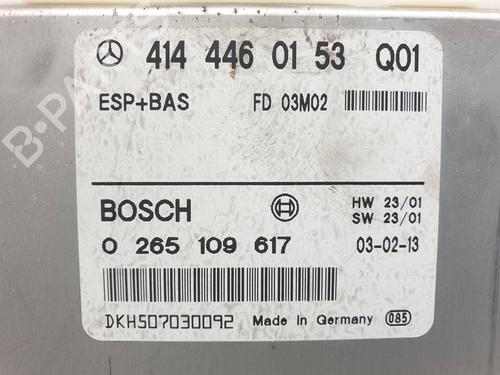 414 446 01 53 Q01
ESP+BAS FD 03M02
BOSCH HW 23/01
SW 23/01
0 265 109 617 03-02-13
DKH507030092 Made in Germany 085
B-PARTS